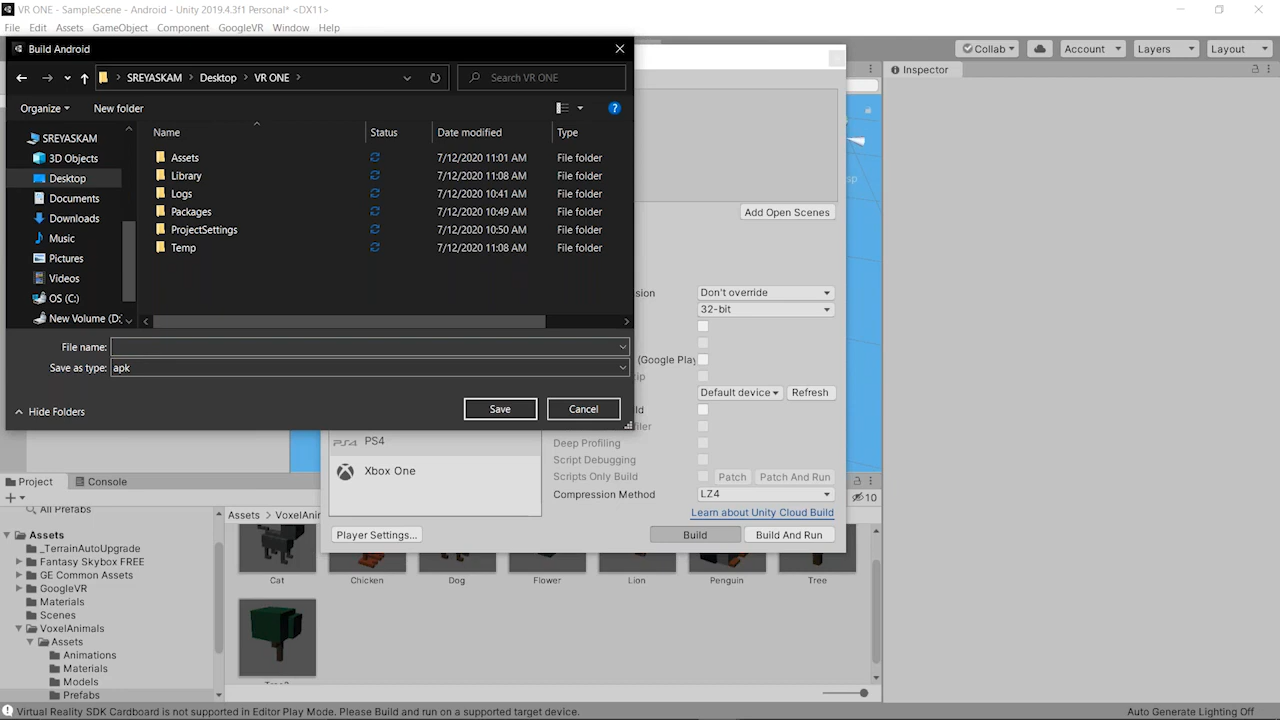 VR ONE - SampleScene - Android - Unity 2019.4.3f1 Personal* <DX11>
File Edit Assets GameObject Component GoogleVR Window Help
Collab Account Layers Layout
Build Android
SREYASKAM Desktop VR ONE
Search VR ONE
Organize New folder
Name Status Date modified Type
SREYASKAM
3D Objects
Desktop
Documents
Downloads
Music
Pictures
Videos
OS (C:)
New Volume (D:
Assets 7/12/2020 11:01 AM File folder
Library 7/12/2020 11:08 AM File folder
Logs 7/12/2020 10:41 AM File folder
Packages 7/12/2020 10:49 AM File folder
ProjectSettings 7/12/2020 10:50 AM File folder
Temp 7/12/2020 11:08 AM File folder
File name:
Save as type: apk
Hide Folders
Save Cancel
Inspector
Add Open Scenes
Don't override
32-bit
(Google Play
Default device Refresh
PS4
Xbox One
Deep Profiling
Script Debugging
Scripts Only Build Patch Patch And Run
Compression Method LZ4
Learn about Unity Cloud Build
Player Settings... Build Build And Run
Project Console
10
All Prefabs
Assets
_TerrainAutoUpgrade
Fantasy Skybox FREE
GE Common Assets
GoogleVR
Materials
Scenes
VoxelAnimals
Assets
Animations
Materials
Models
Prefabs
Assets > VoxelAnim
Cat Chicken Dog Flower Lion Penguin Tree
Virtual Reality SDK Cardboard is not supported in Editor Play Mode. Please Build and run on a supported target device.
Auto Generate Lighting Off